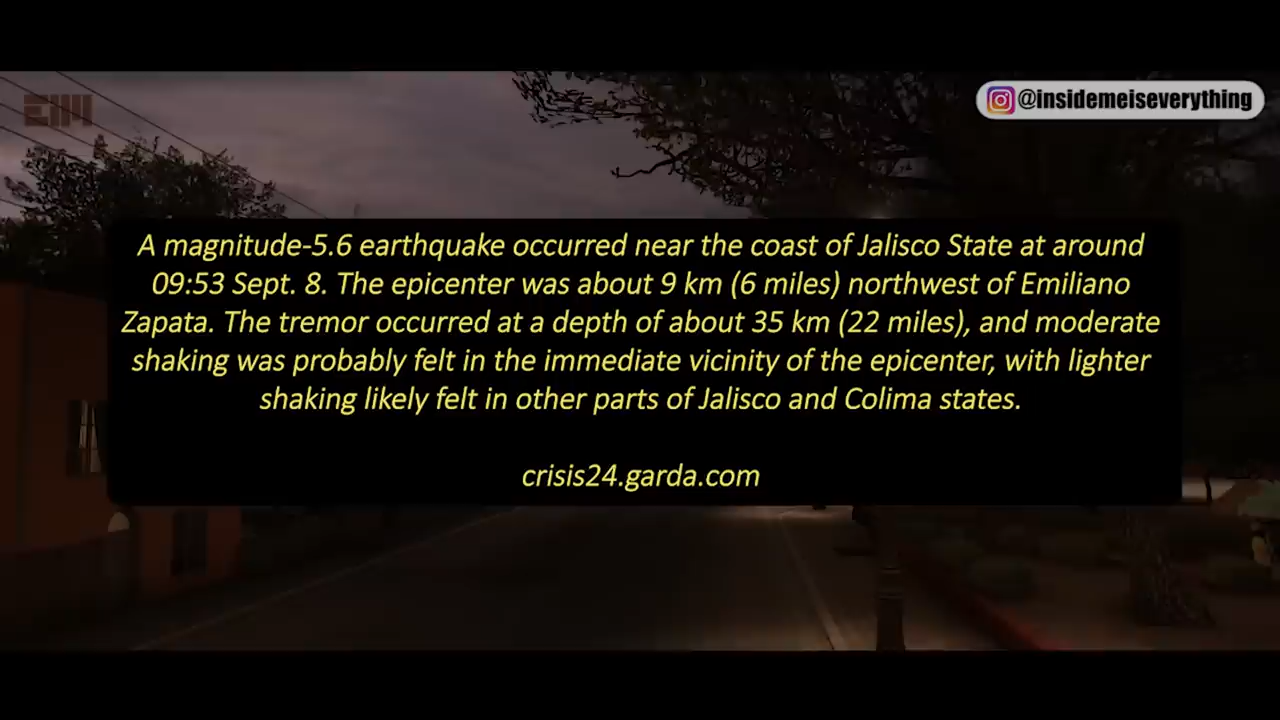 EIM
@insidemeiseverything
A magnitude-5.6 earthquake occurred near the coast of Jalisco State at around
09:53 Sept. 8. The epicenter was about 9 km (6 miles) northwest of Emiliano
Zapata. The tremor occurred at a depth of about 35 km (22 miles), and moderate
shaking was probably felt in the immediate vicinity of the epicenter, with lighter
shaking likely felt in other parts of Jalisco and Colima states.
crisis24.garda.com